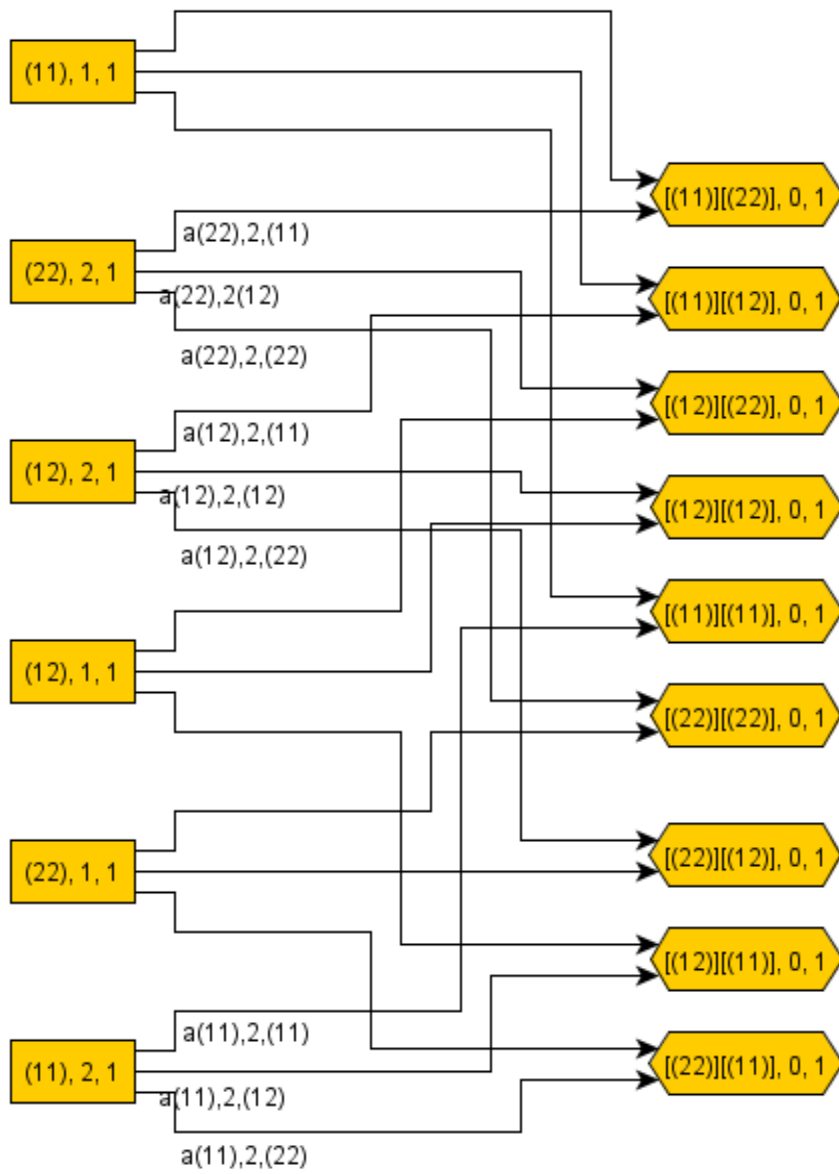 (11), 1, 1
[(11)][(22)], 0, 1
a(22),2,(11)
(22), 2, 1
a(22),2(12)
[(11)][(12)], 0, 1
a(22),2,(22)
[(12)][(22)], 0, 1
a(12),2,(11)
(12), 2, 1
a(12),2,(12)
[(12)][(12)], 0, 1
a(12),2,(22)
[(11)][(11)], 0, 1
(12), 1, 1
[(22)][(22)], 0, 1
[(22)][(12)], 0, 1
(22), 1, 1
[(12)][(11)], 0, 1
a(11),2,(11)
(11), 2, 1
[(22)][(11)], 0, 1
a(11),2,(12)
a(11),2,(22)